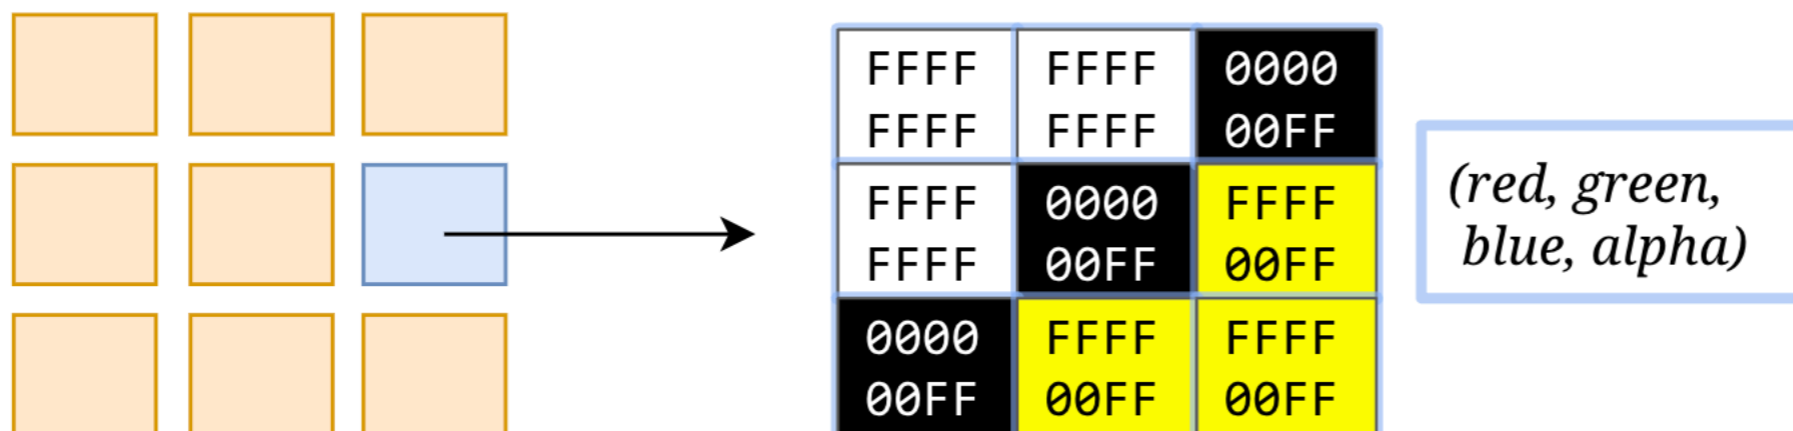 FFFF FFFF 0000
FFFF FFFF 00FF
FFFF 0000 FFFF
FFFF 00FF 00FF
0000 FFFF FFFF
00FF 00FF 00FF
(red, green,
blue, alpha)